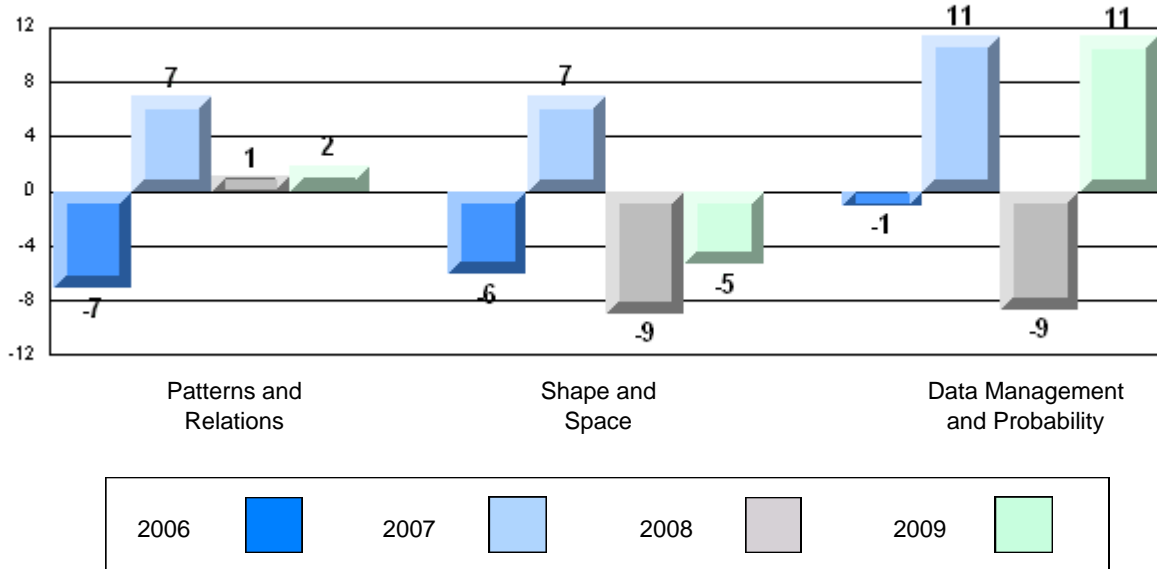 12
11
11
8
7
7
4
1
2
0
-1
-4
-7
-6
-5
-8
-9
-9
-12
Patterns and
Relations
Shape and
Space
Data Management
and Probability
2006 2007 2008 2009